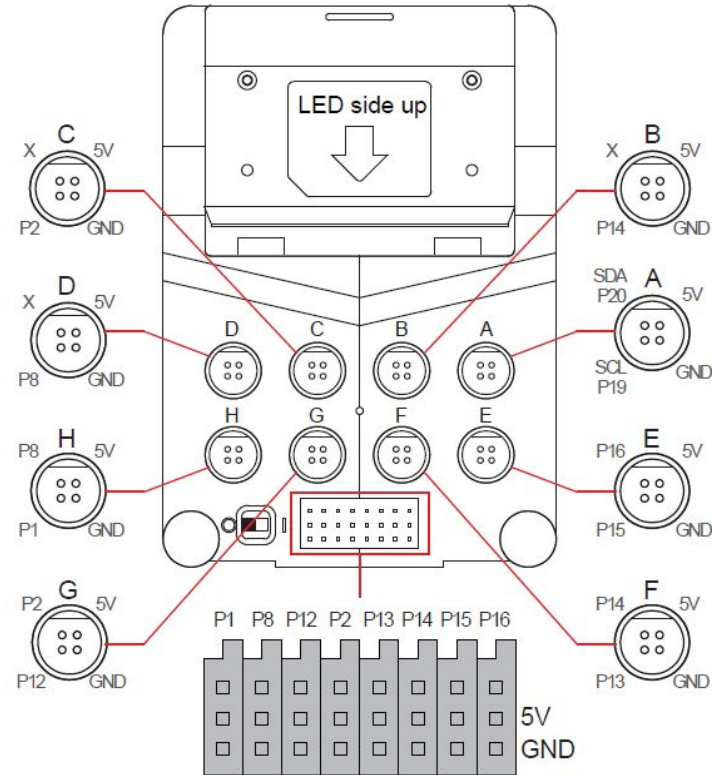 LED side up
C
X 5V
P2 GND
B
X 5V
P14 GND
D
X 5V
P8 GND
SDA
P20 A 5V
SCL
P19 GND
D C B A
H G F E
H
P8 5V
P1 GND
E
P16 5V
P15 GND
G
P2 5V
P12 GND
F
P14 5V
P13 GND
P1 P8 P12 P2 P13 P14 P15 P16
5V
GND